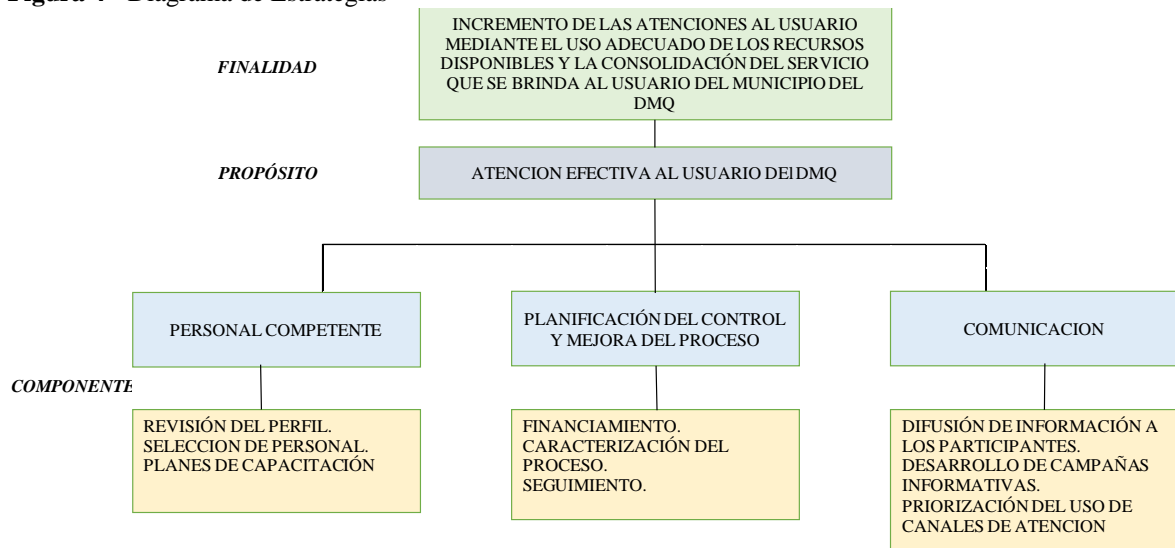 Figura 4 - Diagrama de Estrategias
FINALIDAD
INCREMENTO DE LAS ATENCIONES AL USUARIO
MEDIANTE EL USO ADECUADO DE LOS RECURSOS
DISPONIBLES Y LA CONSOLIDACIÓN DEL SERVICIO
QUE SE BRINDA AL USUARIO DEL MUNICIPIO DEL
DMQ
PROPÓSITO
ATENCION EFECTIVA AL USUARIO DEl DMQ
PERSONAL COMPETENTE
PLANIFICACIÓN DEL CONTROL
Y MEJORA DEL PROCESO
COMUNICACION
COMPONENTE
REVISIÓN DEL PERFIL.
SELECCION DE PERSONAL.
PLANES DE CAPACITACIÓN
FINANCIAMIENTO.
CARACTERIZACIÓN DEL
PROCESO.
SEGUIMIENTO.
DIFUSIÓN DE INFORMACIÓN A
LOS PARTICIPANTES.
DESARROLLO DE CAMPAÑAS
INFORMATIVAS.
PRIORIZACIÓN DEL USO DE
CANALES DE ATENCION